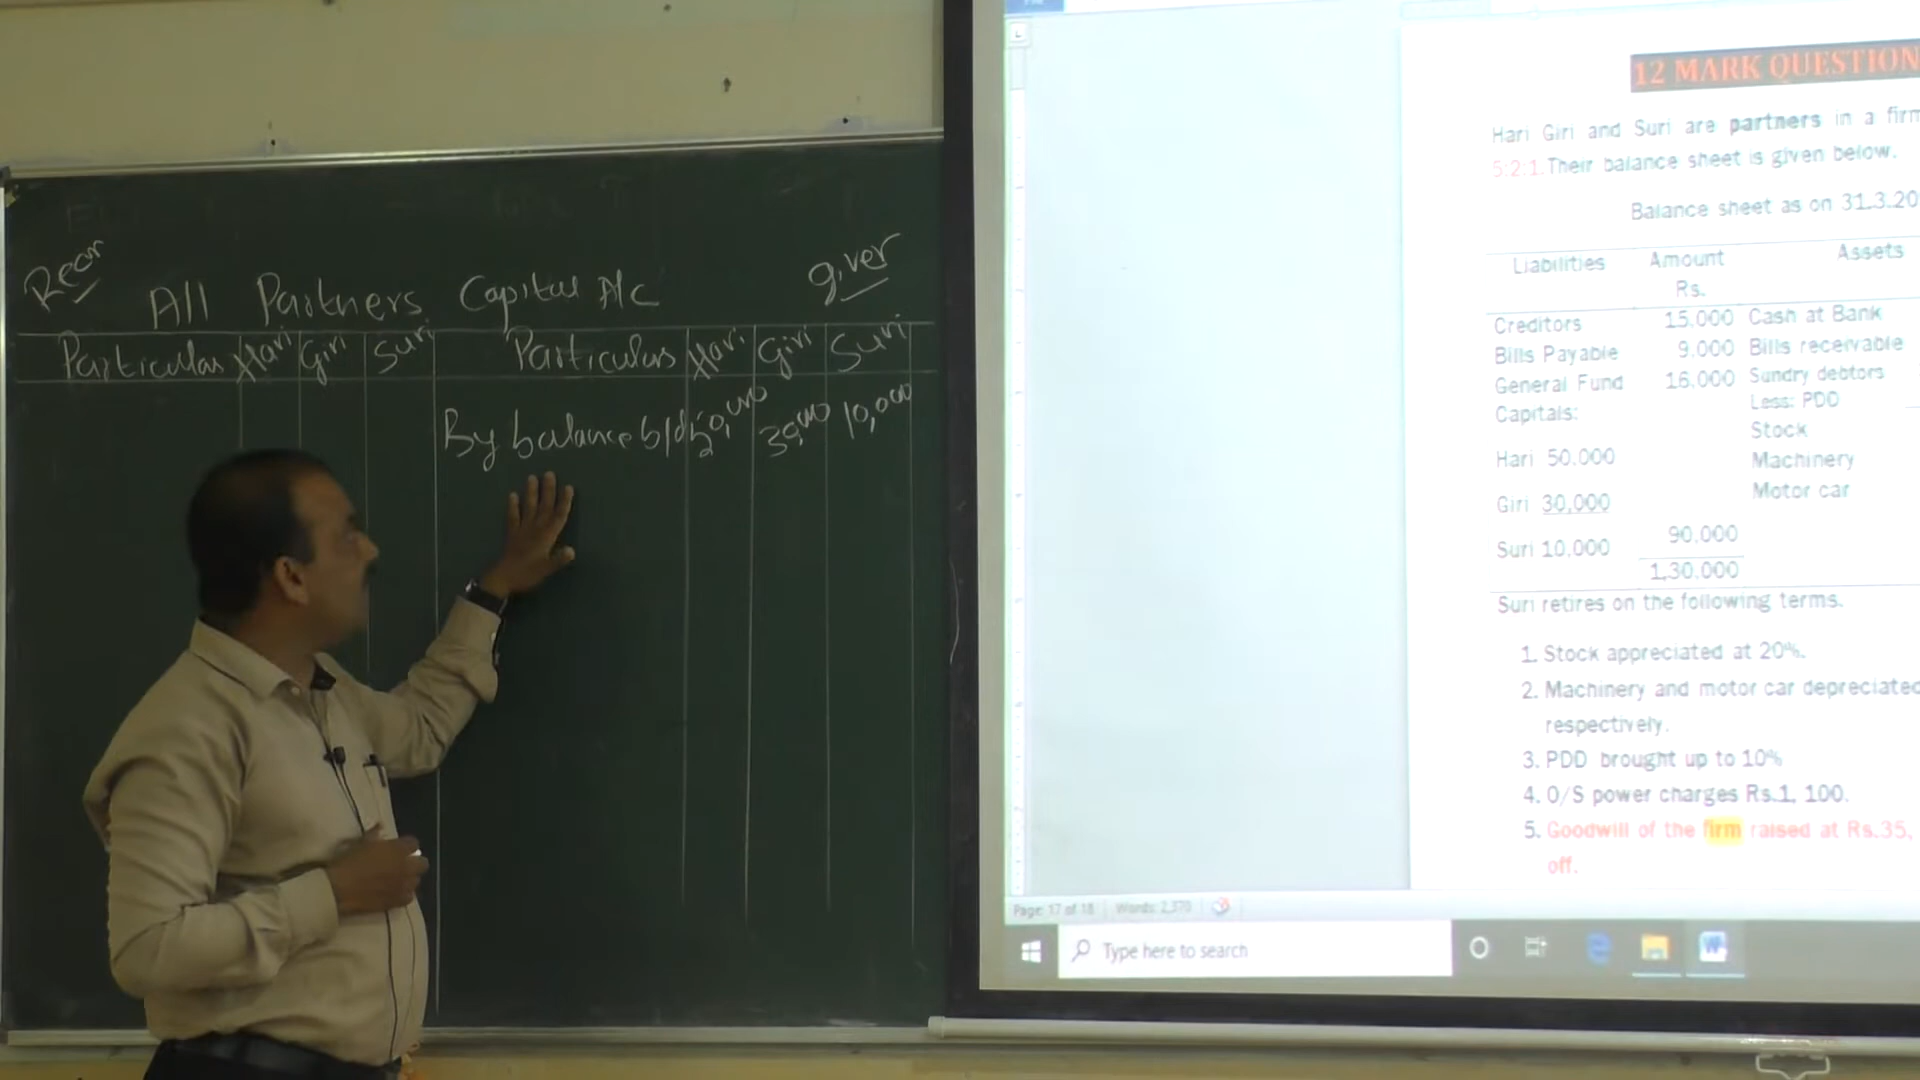 Recr
giver
All Partners Capital A/c
Particulars Hari Giri Suri Particulars Hari Giri Suri
By balance b/d 50,000 30,000 10,000
12 MARK QUESTION
Hari Giri and Suri are partners in a firm
5:2:1.Their balance sheet is given below.
Balance sheet as on 31.3.20
Liabilities Amount Rs. Assets
Creditors 15,000 Cash at Bank
Bills Payable 9,000 Bills receivable
General Fund 16,000 Sundry debtors
Capitals: Less: PDD
Stock
Hari 50,000 Machinery
Motor car
Giri 30,000
Suri 10,000 90,000
1,30,000
Suri retires on the following terms.
1. Stock appreciated at 20%.
2. Machinery and motor car depreciated
respectively.
3. PDD brought up to 10%
4. O/S power charges Rs.1, 100.
5. Goodwill of the firm raised at Rs.35,
off.
Page: 17 of 18 Words: 2,370
Type here to search